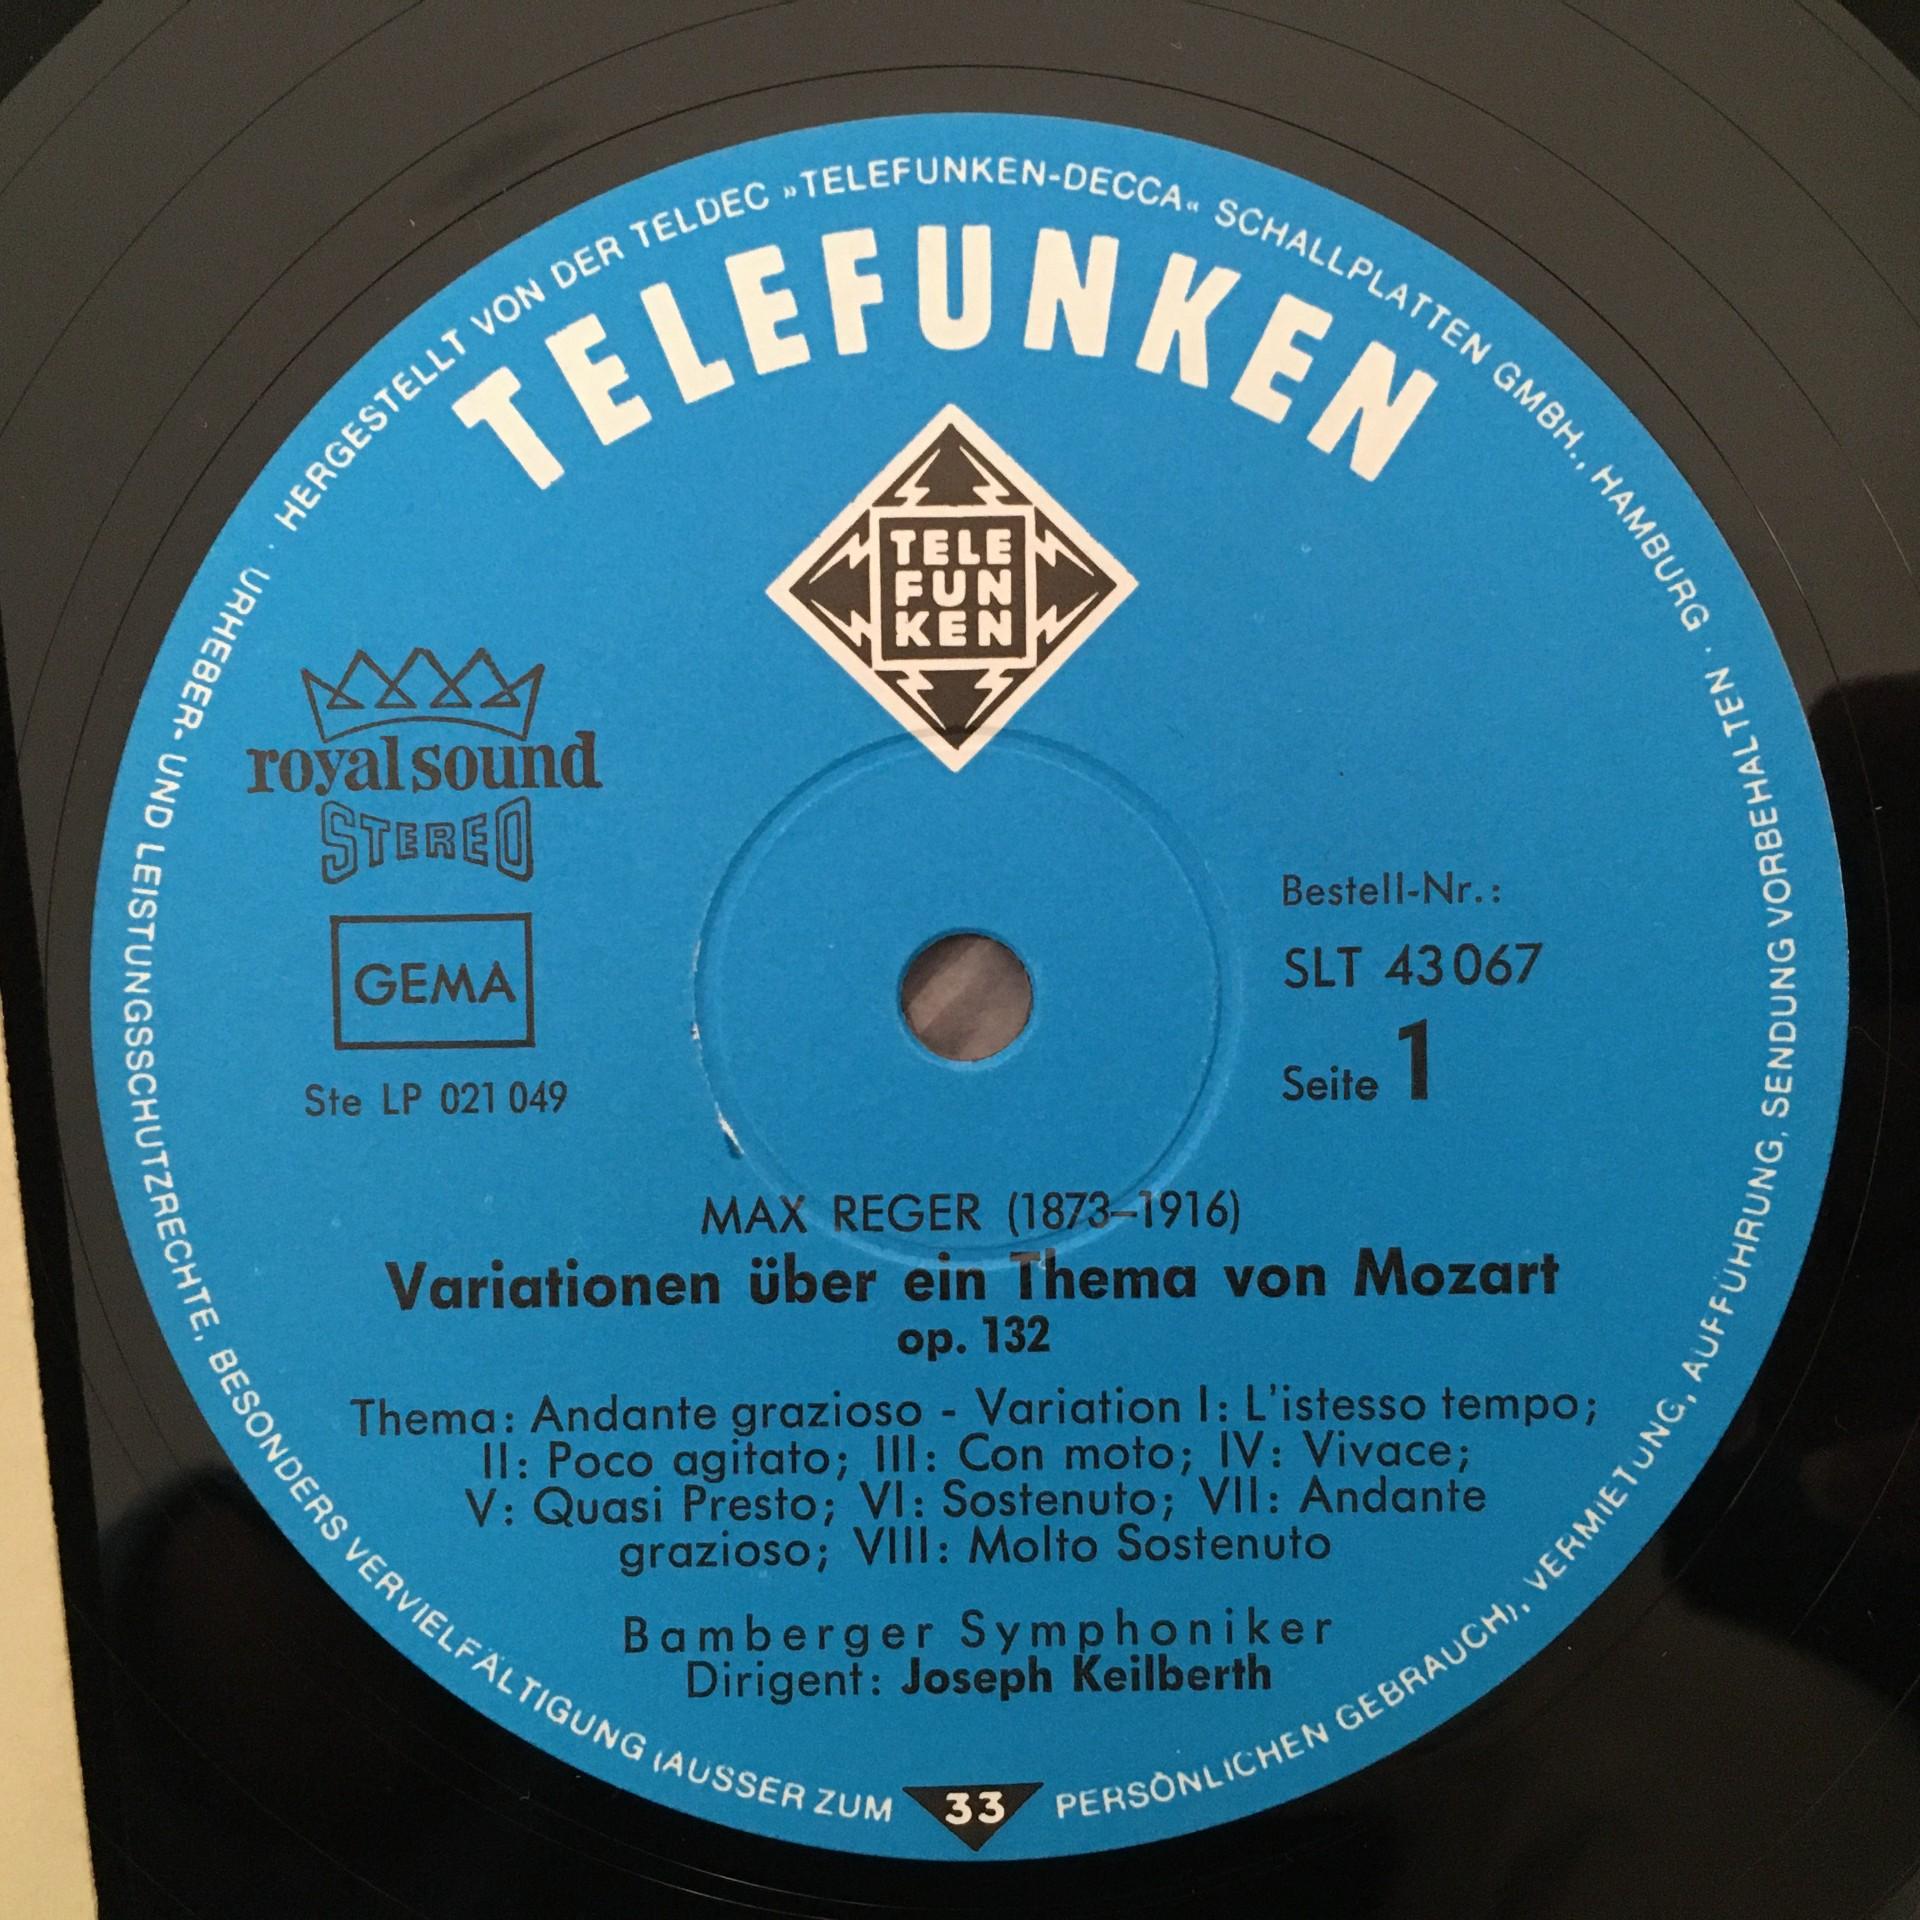 HERGESTELLT VON DER TELDEC »TELEFUNKEN-DECCA« SCHALLPLATTEN GMBH., HAMBURG ·
TELEFUNKEN
TELE
FUN
KEN
royal sound
STEREO
GEMA
Ste LP 021 049
Bestell-Nr.:
SLT 43 067
Seite 1
MAX REGER (1873–1916)
Variationen über ein Thema von Mozart
op. 132
Thema: Andante grazioso - Variation I: L'istesso tempo;
II: Poco agitato; III: Con moto; IV: Vivace;
V: Quasi Presto; VI: Sostenuto; VII: Andante
grazioso; VIII: Molto Sostenuto
Bamberger Symphoniker
Dirigent: Joseph Keilberth
URHEBER- UND LEISTUNGSSCHUTZRECHTE, BESONDERS VERVIELFÄLTIGUNG (AUSSER ZUM PERSÖNLICHEN GEBRAUCH), VERMIETUNG, AUFFÜHRUNG, SENDUNG VORBEHALTEN ·
33